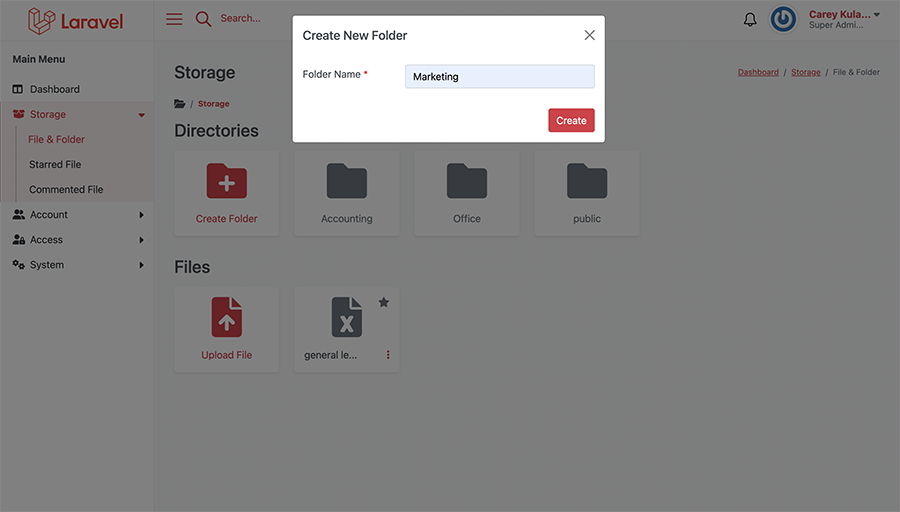 Laravel
Search...
Carey Kula...
Super Admi...
Create New Folder
Folder Name *
Marketing
Create
Main Menu
Dashboard
Storage
File & Folder
Starred File
Commented File
Account
Access
System
Storage
Dashboard / Storage / File & Folder
/ Storage
Directories
Create Folder
Accounting
Office
public
Files
Upload File
general le...